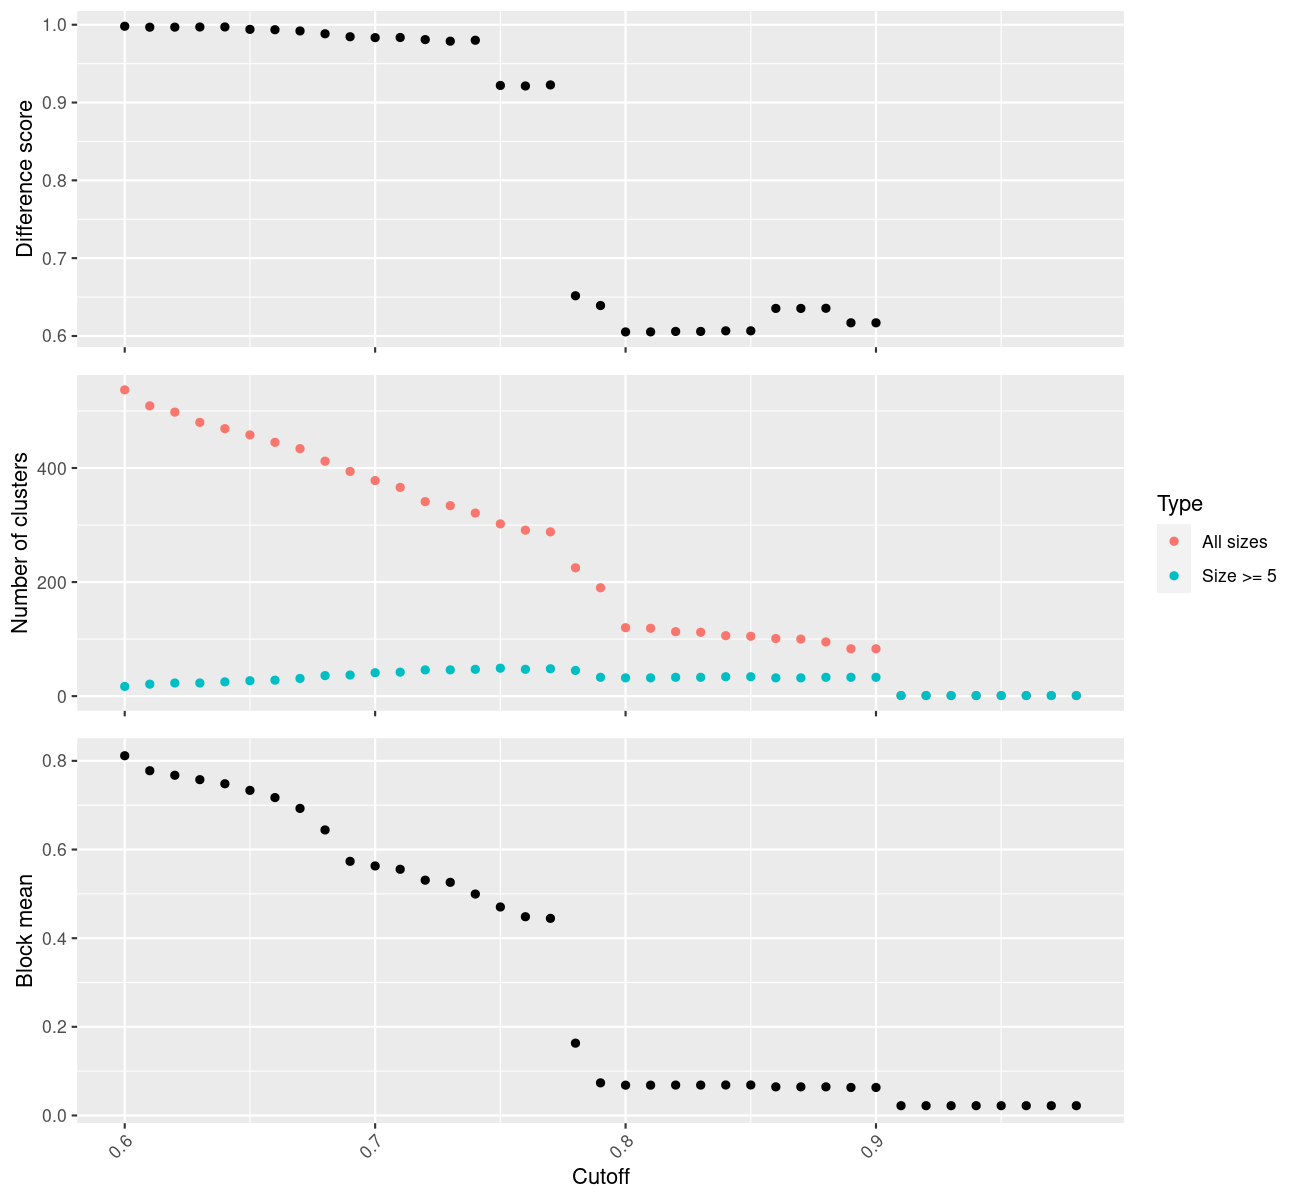 Difference score
1.0
0.9
0.8
0.7
0.6
Number of clusters
400
200
0
Type
All sizes
Size >= 5
Block mean
0.8
0.6
0.4
0.2
0.0
0.6 0.7 0.8 0.9
Cutoff